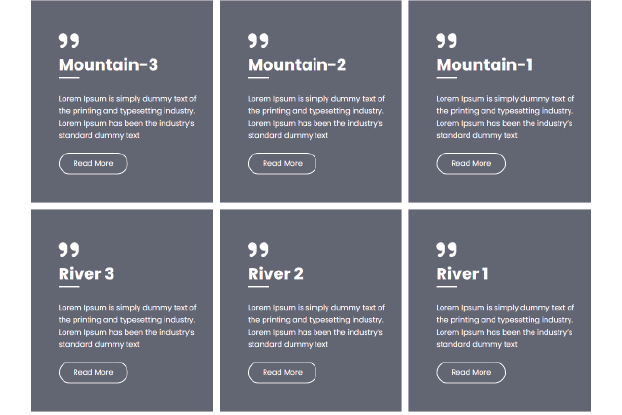 Mountain-3
Lorem Ipsum is simply dummy text of
the printing and typesetting industry.
Lorem Ipsum has been the industry's
standard dummy text
Read More
Mountain-2
Lorem Ipsum is simply dummy text of
the printing and typesetting industry.
Lorem Ipsum has been the industry's
standard dummy text
Read More
Mountain-1
Lorem Ipsum is simply dummy text of
the printing and typesetting industry.
Lorem Ipsum has been the industry's
standard dummy text
Read More
River 3
Lorem Ipsum is simply dummy text of
the printing and typesetting industry.
Lorem Ipsum has been the industry's
standard dummy text
Read More
River 2
Lorem Ipsum is simply dummy text of
the printing and typesetting industry.
Lorem Ipsum has been the industry's
standard dummy text
Read More
River 1
Lorem Ipsum is simply dummy text of
the printing and typesetting industry.
Lorem Ipsum has been the industry's
standard dummy text
Read More